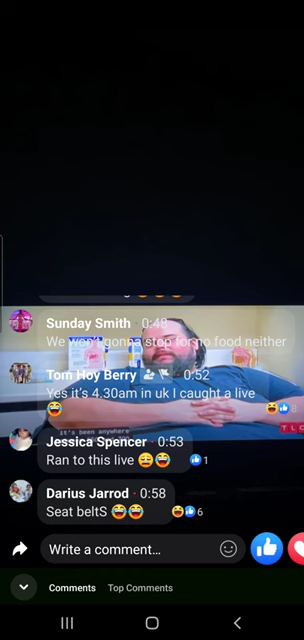 Sunday Smith · 0:48
We won't gonna stop for no food neither
Tom Hoy Berry · 0:52
Yes it's 4.30am in uk I caught a live
😂
😆👍 8
it's been anywhere
TLC
Jessica Spencer · 0:53
Ran to this live 😩😂
👍 1
Darius Jarrod · 0:58
Seat beltS 😂😂
😆👍 6
Write a comment...
Comments
Top Comments